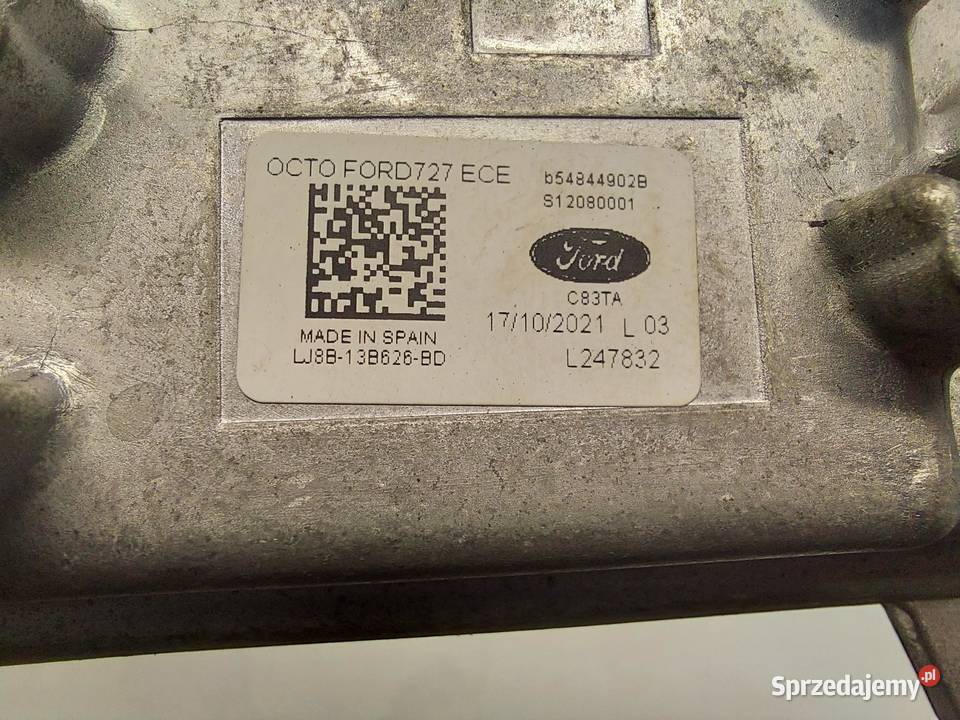 OCTO FORD727 ECE
b54844902B
S12080001
Ford
C83TA
17/10/2021 L 03
MADE IN SPAIN
LJ8B-13B626-BD
L247832
Sprzedajemy.pl